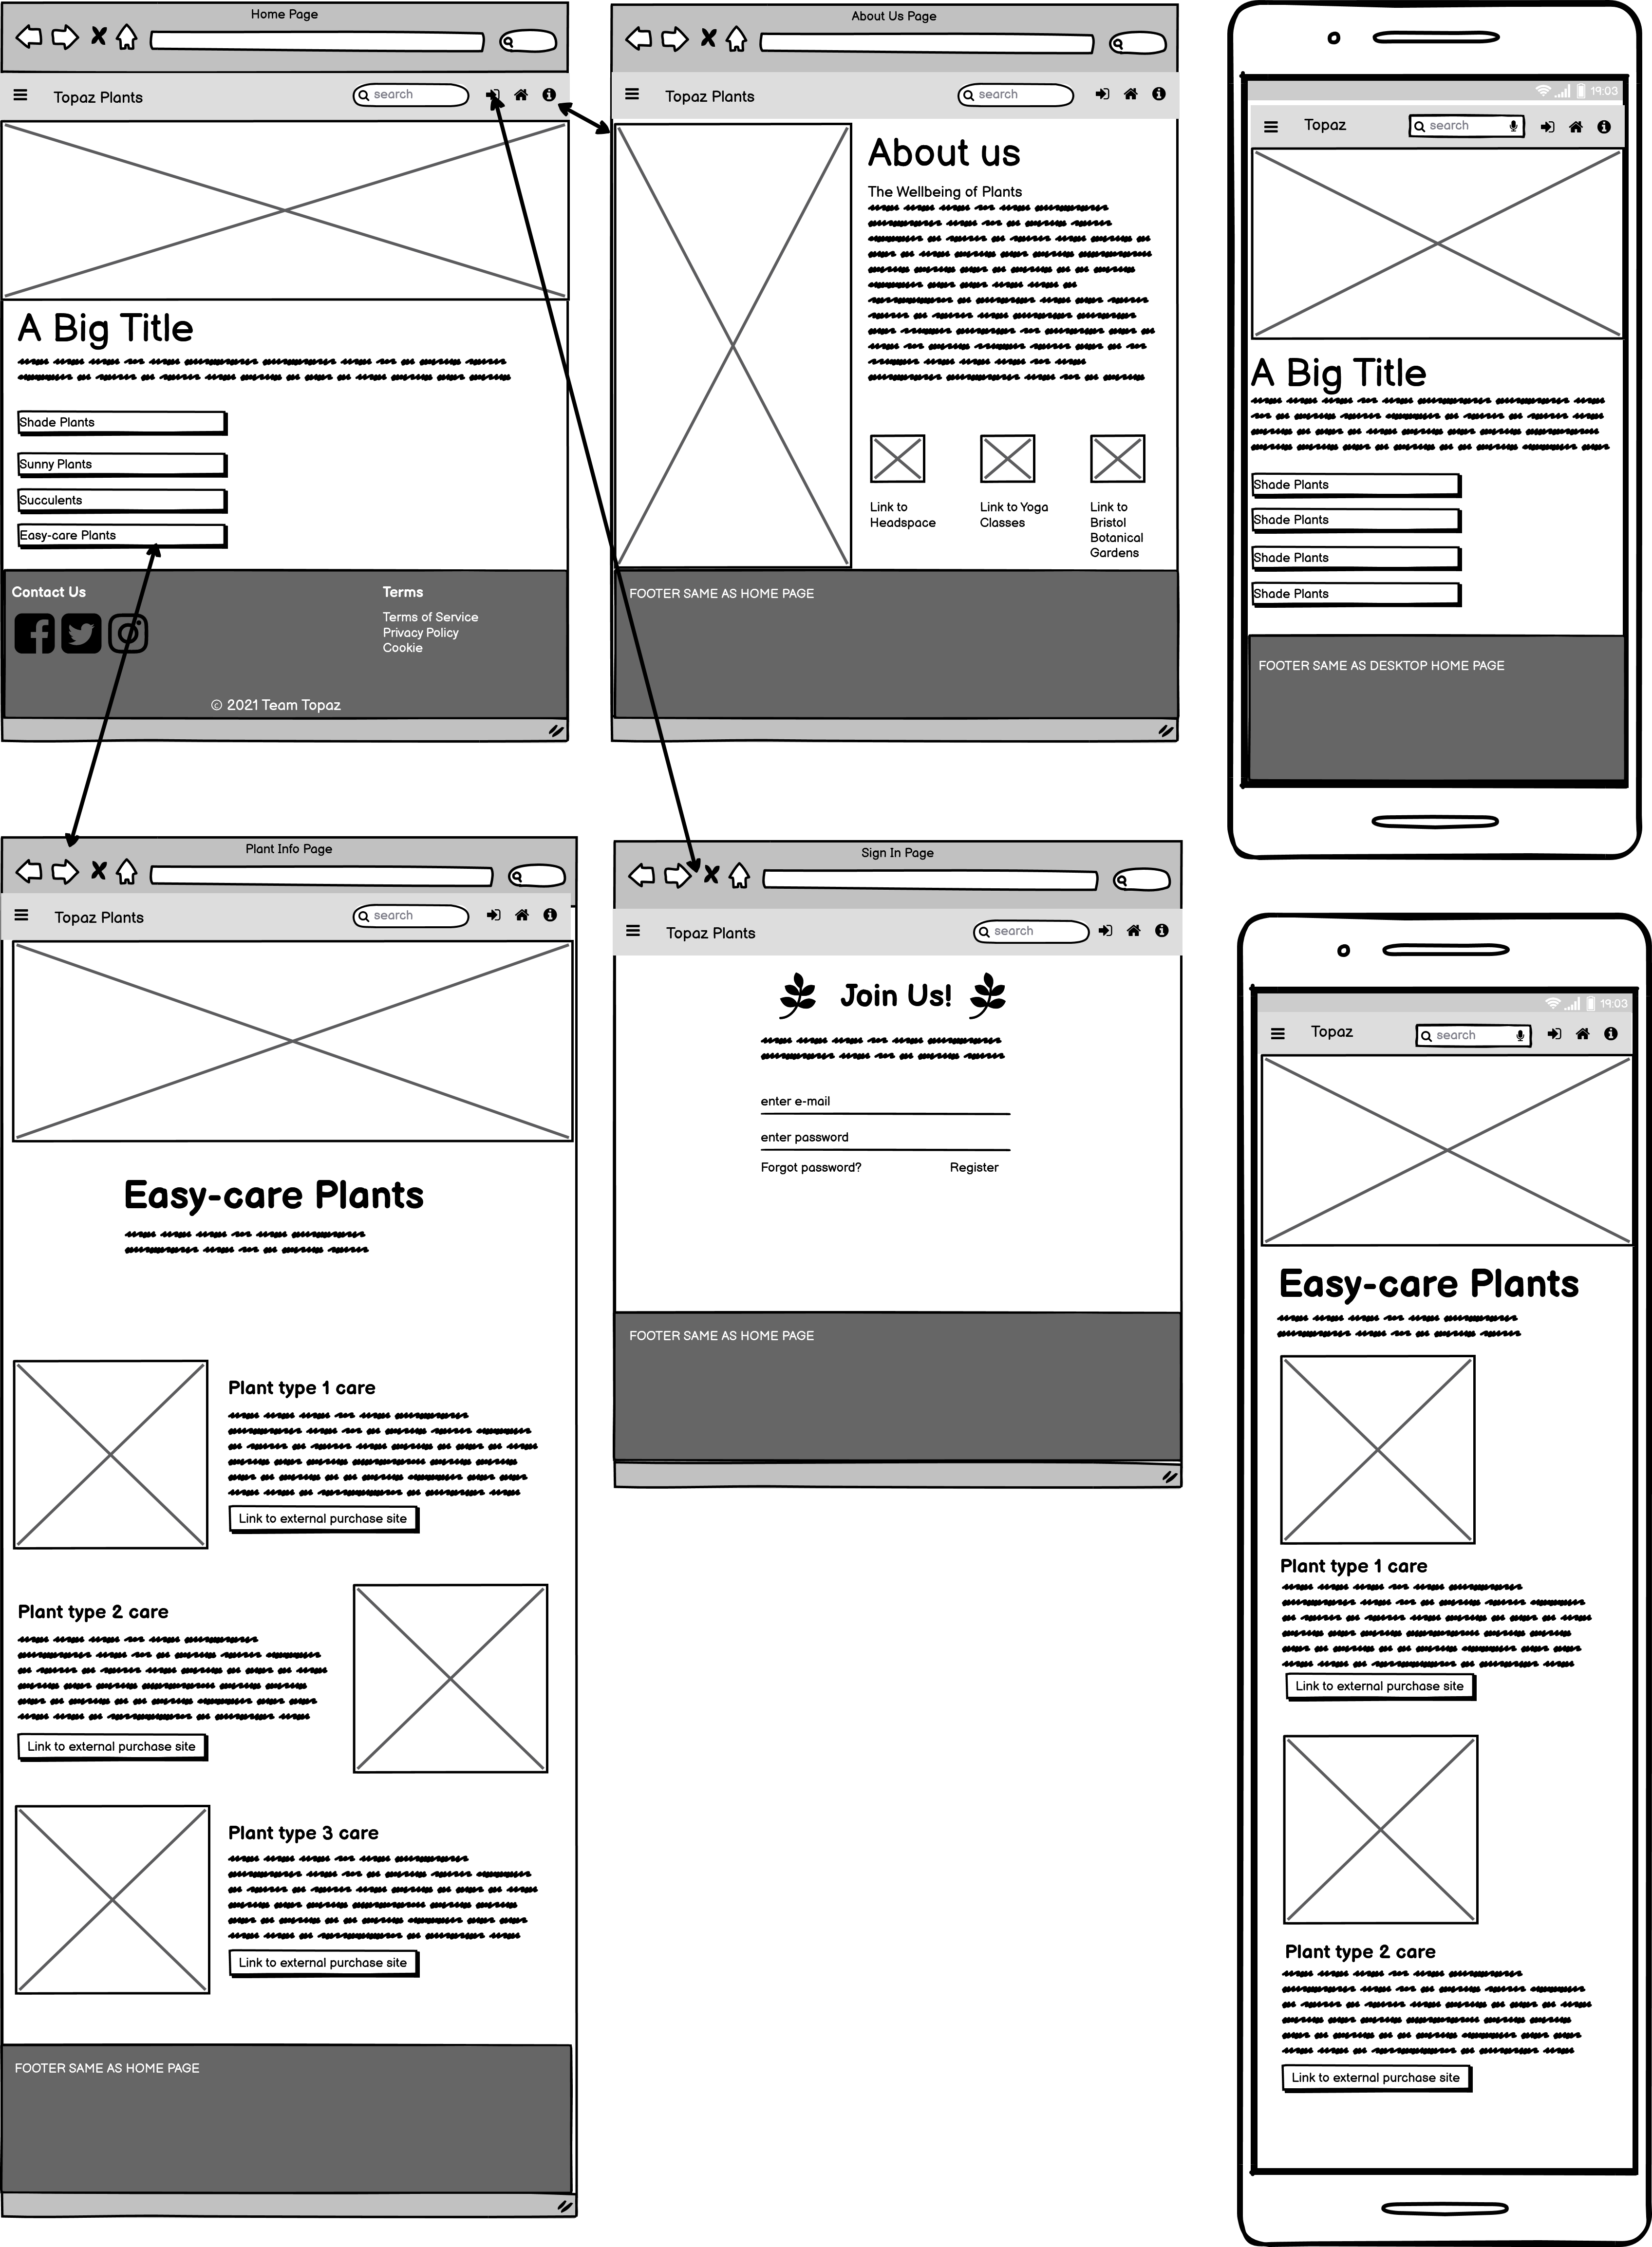 Home Page
Topaz Plants
search
A Big Title
Shade Plants
Sunny Plants
Succulents
Easy-care Plants
Contact Us
Terms
Terms of Service
Privacy Policy
Cookie
© 2021 Team Topaz
About Us Page
Topaz Plants
search
About us
The Wellbeing of Plants
Link to
Headspace
Link to Yoga
Classes
Link to
Bristol
Botanical
Gardens
FOOTER SAME AS HOME PAGE
19:03
Topaz
search
A Big Title
Shade Plants
Shade Plants
Shade Plants
Shade Plants
FOOTER SAME AS DESKTOP HOME PAGE
Plant Info Page
Topaz Plants
search
Easy-care Plants
Plant type 1 care
Link to external purchase site
Plant type 2 care
Link to external purchase site
Plant type 3 care
Link to external purchase site
FOOTER SAME AS HOME PAGE
Sign In Page
Topaz Plants
search
Join Us!
enter e-mail
enter password
Forgot password?
Register
FOOTER SAME AS HOME PAGE
19:03
Topaz
search
Easy-care Plants
Plant type 1 care
Link to external purchase site
Plant type 2 care
Link to external purchase site